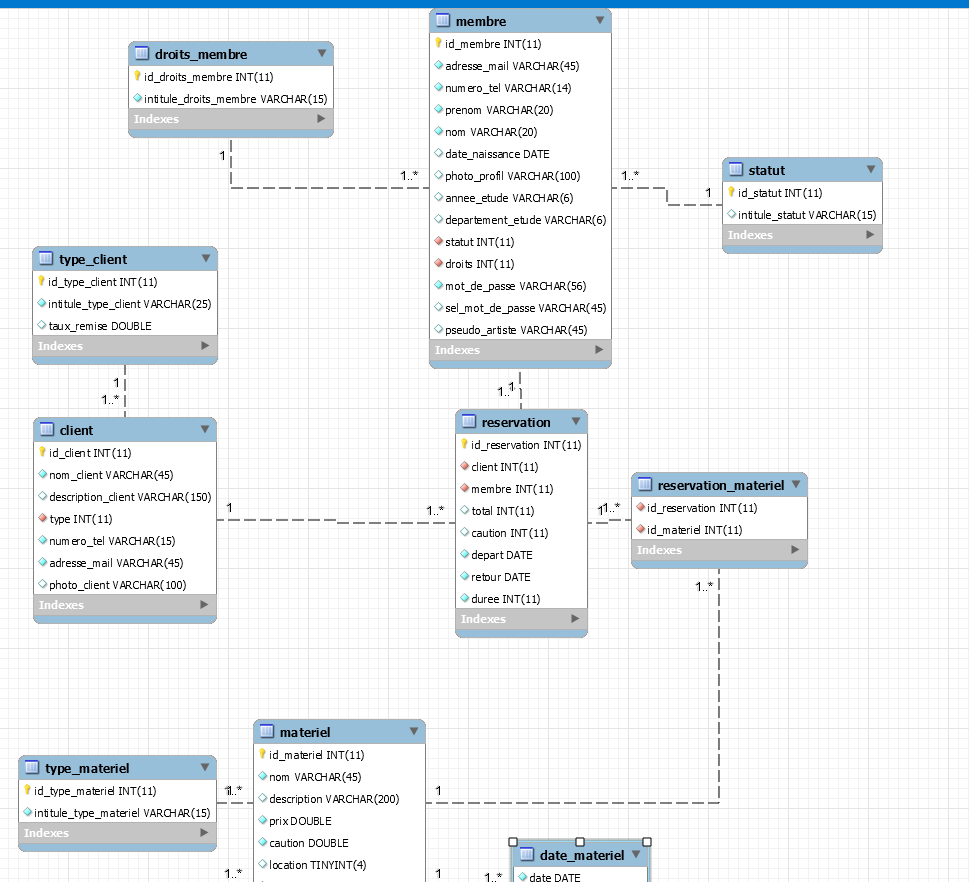 droits_membre
id_droits_membre INT(11)
intitule_droits_membre VARCHAR(15)
Indexes
1
1..*
membre
id_membre INT(11)
adresse_mail VARCHAR(45)
numero_tel VARCHAR(14)
prenom VARCHAR(20)
nom VARCHAR(20)
date_naissance DATE
photo_profil VARCHAR(100)
annee_etude VARCHAR(6)
departement_etude VARCHAR(6)
statut INT(11)
droits INT(11)
mot_de_passe VARCHAR(56)
sel_mot_de_passe VARCHAR(45)
pseudo_artiste VARCHAR(45)
Indexes
1..*
1
statut
id_statut INT(11)
intitule_statut VARCHAR(15)
Indexes
type_client
id_type_client INT(11)
intitule_type_client VARCHAR(25)
taux_remise DOUBLE
Indexes
1
1..*
1
1..*
client
id_client INT(11)
nom_client VARCHAR(45)
description_client VARCHAR(150)
type INT(11)
numero_tel VARCHAR(15)
adresse_mail VARCHAR(45)
photo_client VARCHAR(100)
Indexes
1
1..*
reservation
id_reservation INT(11)
client INT(11)
membre INT(11)
total INT(11)
caution INT(11)
depart DATE
retour DATE
duree INT(11)
Indexes
1
1..*
reservation_materiel
id_reservation INT(11)
id_materiel INT(11)
Indexes
1..*
type_materiel
id_type_materiel INT(11)
intitule_type_materiel VARCHAR(15)
Indexes
1
1..*
materiel
id_materiel INT(11)
nom VARCHAR(45)
description VARCHAR(200)
prix DOUBLE
caution DOUBLE
location TINYINT(4)
1
1..*
1
1..*
date_materiel
date DATE